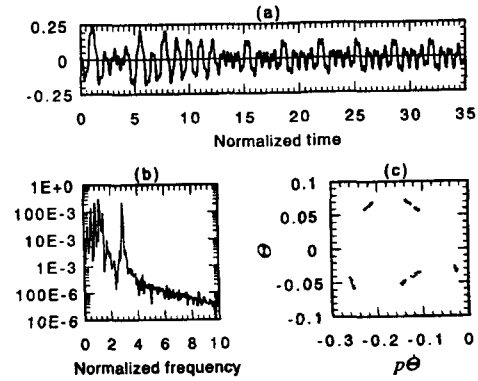 (a)
0.25
0
-0.25
0 5 10 15 20 25 30 35
Normalized time
(b)
1E+0
100E-3
10E-3
1E-3
100E-6
10E-6
0 2 4 6 8 10
Normalized frequency
(c)
0.1
0.05
0
-0.05
-0.1
Θ
-0.3 -0.2 -0.1 0
pΘ̇